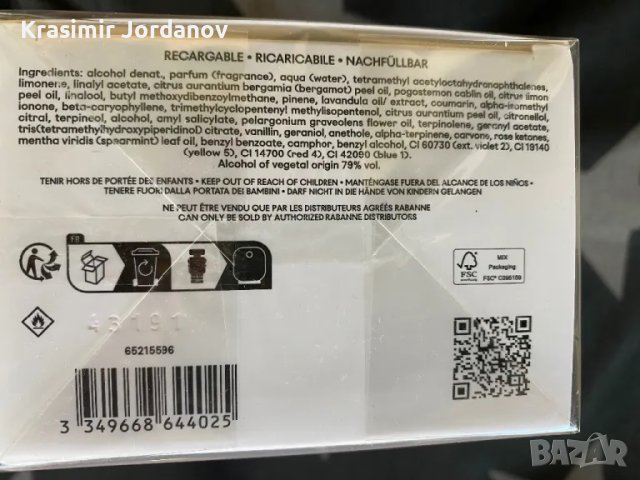 Krasimir Jordanov
RECARGABLE • RICARICABILE • NACHFÜLLBAR
Ingredients: alcohol denat., parfum (fragrance), aqua (water), tetramethyl acetyloctahydronaphthalenes,
limonene, linalyl acetate, citrus aurantium bergamia (bergamot) peel oil, pogostemon cablin oil, citrus limon
peel oil, linalool, butyl methoxydibenzoylmethane, pinene, lavandula oil/ extract, coumarin, alpha-isomethyl
ionone, beta-caryophyllene, trimethylcyclopentenyl methylisopentenol, citrus aurantium peel oil, citronellol,
citral, terpineol, alcohol, amyl salicylate, pelargonium graveolens flower oil, terpinolene, geranyl acetate,
tris(tetramethylhydroxypiperidinol) citrate, vanillin, geraniol, anethole, alpha-terpinene, carvone, rose ketones,
mentha viridis (spearmint) leaf oil, benzyl benzoate, camphor, benzyl alcohol, CI 60730 (ext. violet 2), CI 19140
(yellow 5), CI 14700 (red 4), CI 42090 (blue 1).
Alcohol of vegetal origin 79% vol.
TENIR HORS DE PORTÉE DES ENFANTS • KEEP OUT OF REACH OF CHILDREN • MANTÉNGASE FUERA DEL ALCANCE DE LOS NIÑOS •
TENERE FUORI DALLA PORTATA DEI BAMBINI • DARF NICHT IN DIE HÄNDE VON KINDERN GELANGEN
NE PEUT ÊTRE VENDU QUE PAR LES DISTRIBUTEURS AGRÉÉS RABANNE
CAN ONLY BE SOLD BY AUTHORIZED RABANNE DISTRIBUTORS
FR
FSC
MIX
Packaging
FSC® C095159
43191
65215596
3 349668 644025
BAZAR